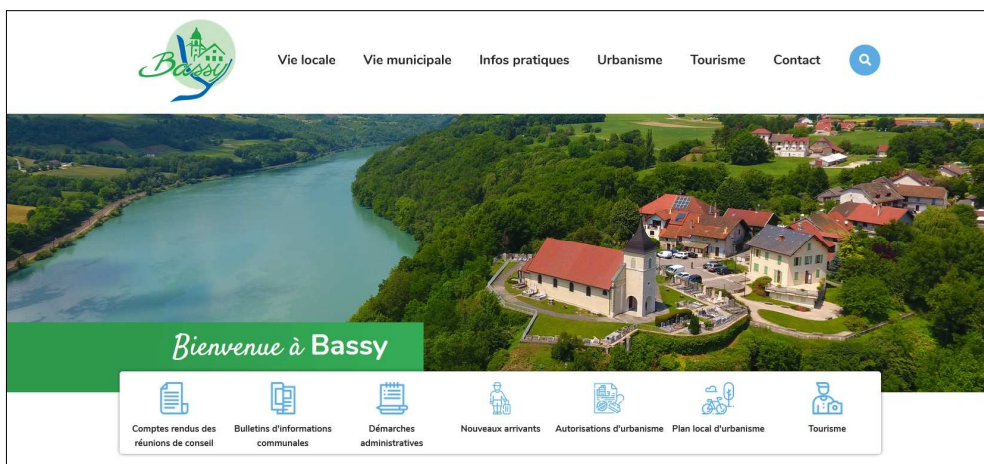 Bassy
Vie locale Vie municipale Infos pratiques Urbanisme Tourisme Contact
Bienvenue à Bassy
Comptes rendus des réunions de conseil
Bulletins d'informations communales
Démarches administratives
Nouveaux arrivants
Autorisations d'urbanisme
Plan local d'urbanisme
Tourisme